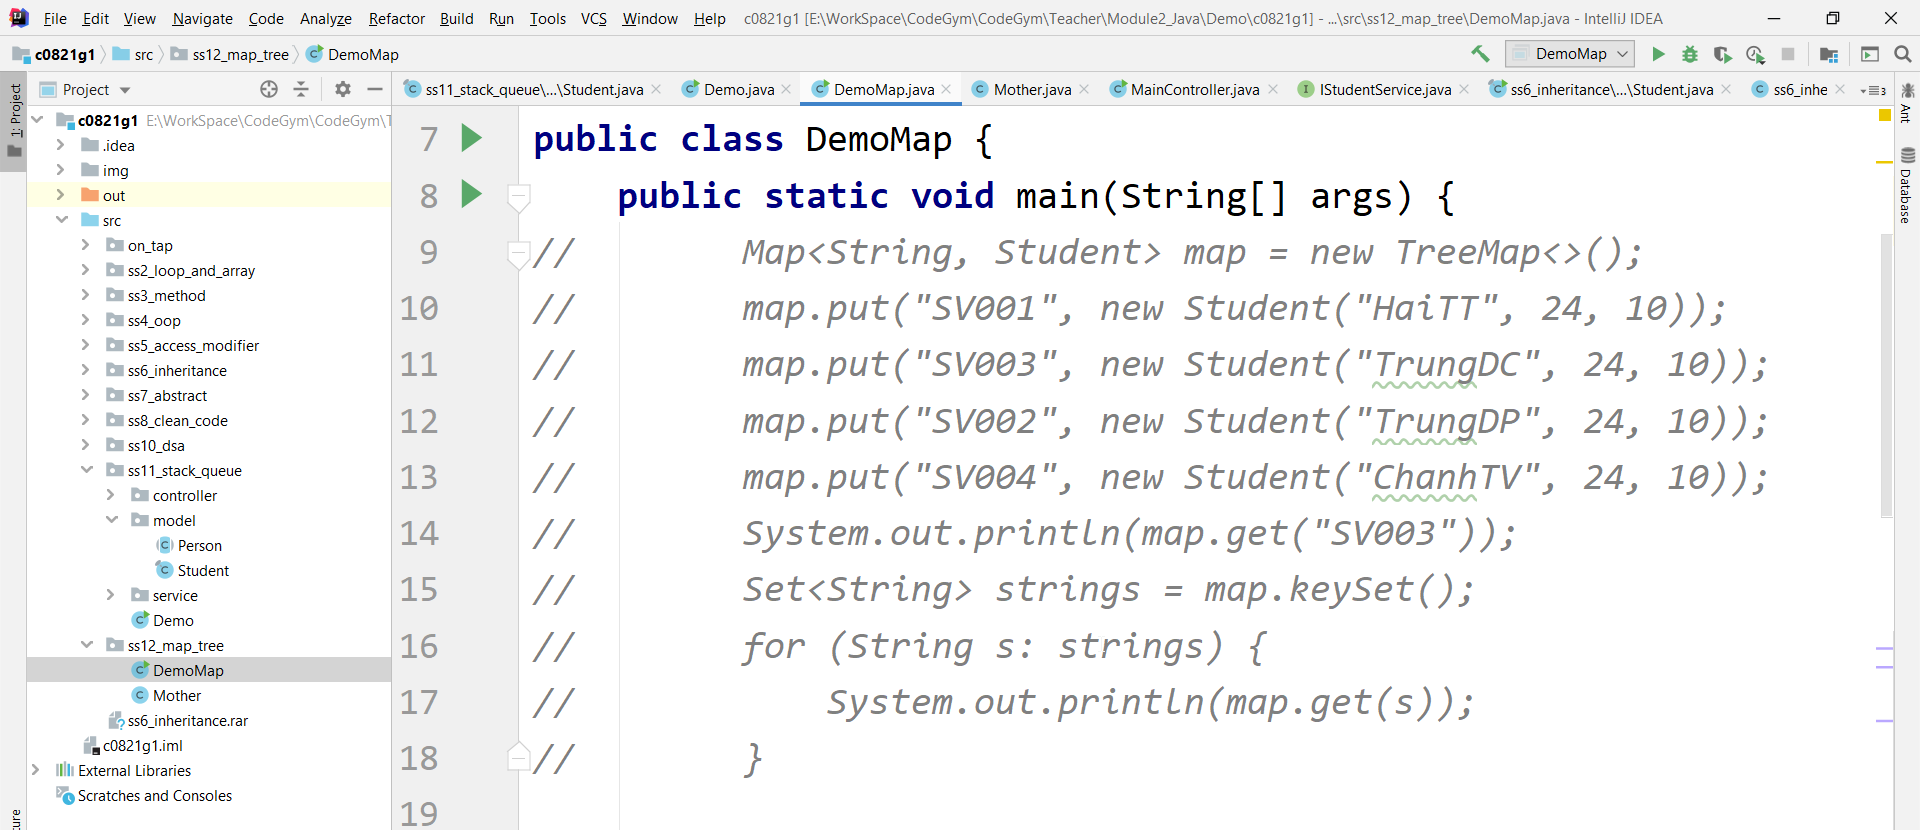 File Edit View Navigate Code Analyze Refactor Build Run Tools VCS Window Help c0821g1 [E:\WorkSpace\CodeGym\CodeGym\Teacher\Module2_Java\Demo\c0821g1] - ...\src\ss12_map_tree\DemoMap.java - IntelliJ IDEA
c0821g1 src ss12_map_tree DemoMap DemoMap
Project ss11_stack_queue\...\Student.java Demo.java DemoMap.java Mother.java MainController.java IStudentService.java ss6_inheritance\...\Student.java ss6_inhe 3
1: Project
Ant
Database
c0821g1 E:\WorkSpace\CodeGym\CodeGym\T
.idea
img
out
src
on_tap
ss2_loop_and_array
ss3_method
ss4_oop
ss5_access_modifier
ss6_inheritance
ss7_abstract
ss8_clean_code
ss10_dsa
ss11_stack_queue
controller
model
Person
Student
service
Demo
ss12_map_tree
DemoMap
Mother
ss6_inheritance.rar
c0821g1.iml
External Libraries
Scratches and Consoles
7 public class DemoMap {
8 public static void main(String[] args) {
9 // Map<String, Student> map = new TreeMap<>();
10 // map.put("SV001", new Student("HaiTT", 24, 10));
11 // map.put("SV003", new Student("TrungDC", 24, 10));
12 // map.put("SV002", new Student("TrungDP", 24, 10));
13 // map.put("SV004", new Student("ChanhTV", 24, 10));
14 // System.out.println(map.get("SV003"));
15 // Set<String> strings = map.keySet();
16 // for (String s: strings) {
17 // System.out.println(map.get(s));
18 // }
19